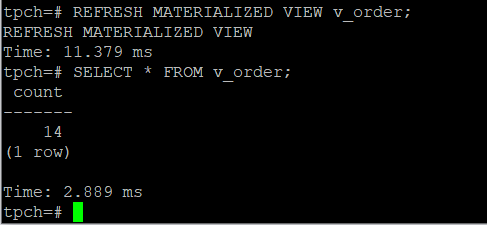 tpch=# REFRESH MATERIALIZED VIEW v_order;
REFRESH MATERIALIZED VIEW
Time: 11.379 ms
tpch=# SELECT * FROM v_order;
 count
-------
    14
(1 row)

Time: 2.889 ms
tpch=#